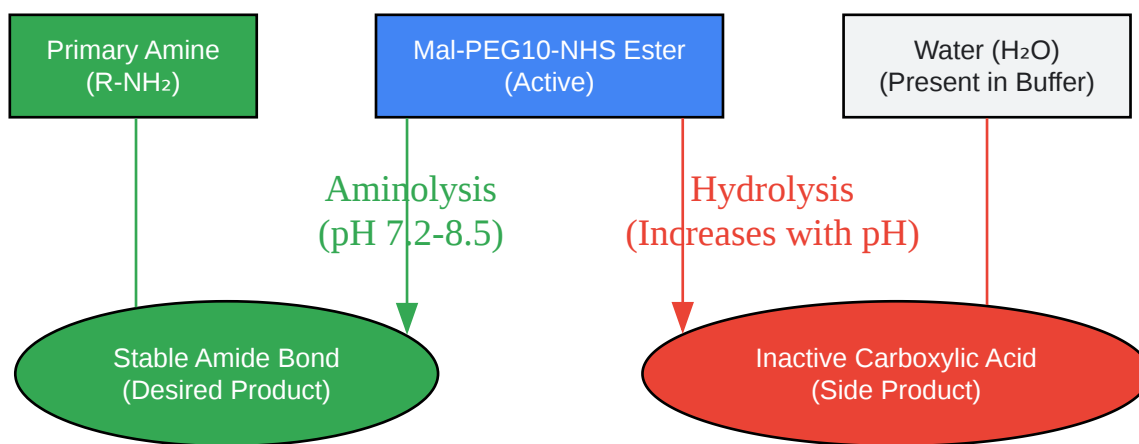 Primary Amine
(R-NH₂)
Mal-PEG10-NHS Ester
(Active)
Water (H₂O)
(Present in Buffer)
Aminolysis
(pH 7.2-8.5)
Hydrolysis
(Increases with pH)
Stable Amide Bond
(Desired Product)
Inactive Carboxylic Acid
(Side Product)